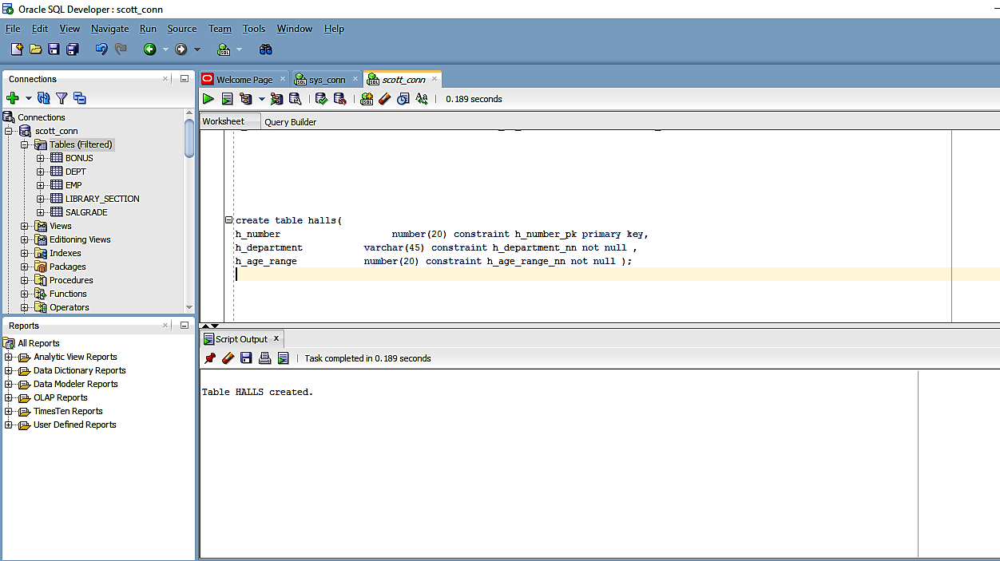 Oracle SQL Developer : scott_conn
File Edit View Navigate Run Source Team Tools Window Help
Connections
Welcome Page sys_conn scott_conn
0.189 seconds
Connections
scott_conn
Tables (Filtered)
BONUS
DEPT
EMP
LIBRARY_SECTION
SALGRADE
Views
Editioning Views
Indexes
Packages
Procedures
Functions
Operators
Worksheet Query Builder
create table halls(
h_number number(20) constraint h_number_pk primary key,
h_department varchar(45) constraint h_department_nn not null ,
h_age_range number(20) constraint h_age_range_nn not null );
Reports
All Reports
Analytic View Reports
Data Dictionary Reports
Data Modeler Reports
OLAP Reports
TimesTen Reports
User Defined Reports
Script Output x
Task completed in 0.189 seconds
Table HALLS created.